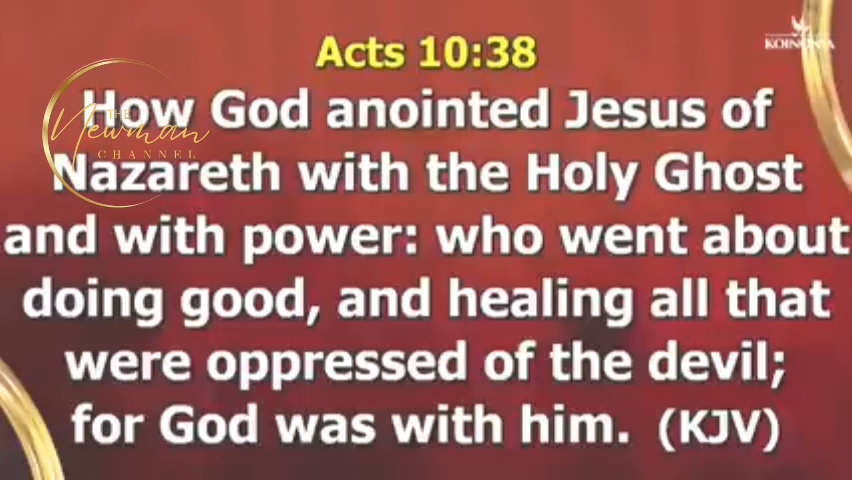 Acts 10:38
KOINONIA
How God anointed Jesus of
THE
Newman
CHANNEL
Nazareth with the Holy Ghost
and with power: who went about
doing good, and healing all that
were oppressed of the devil;
for God was with him. (KJV)